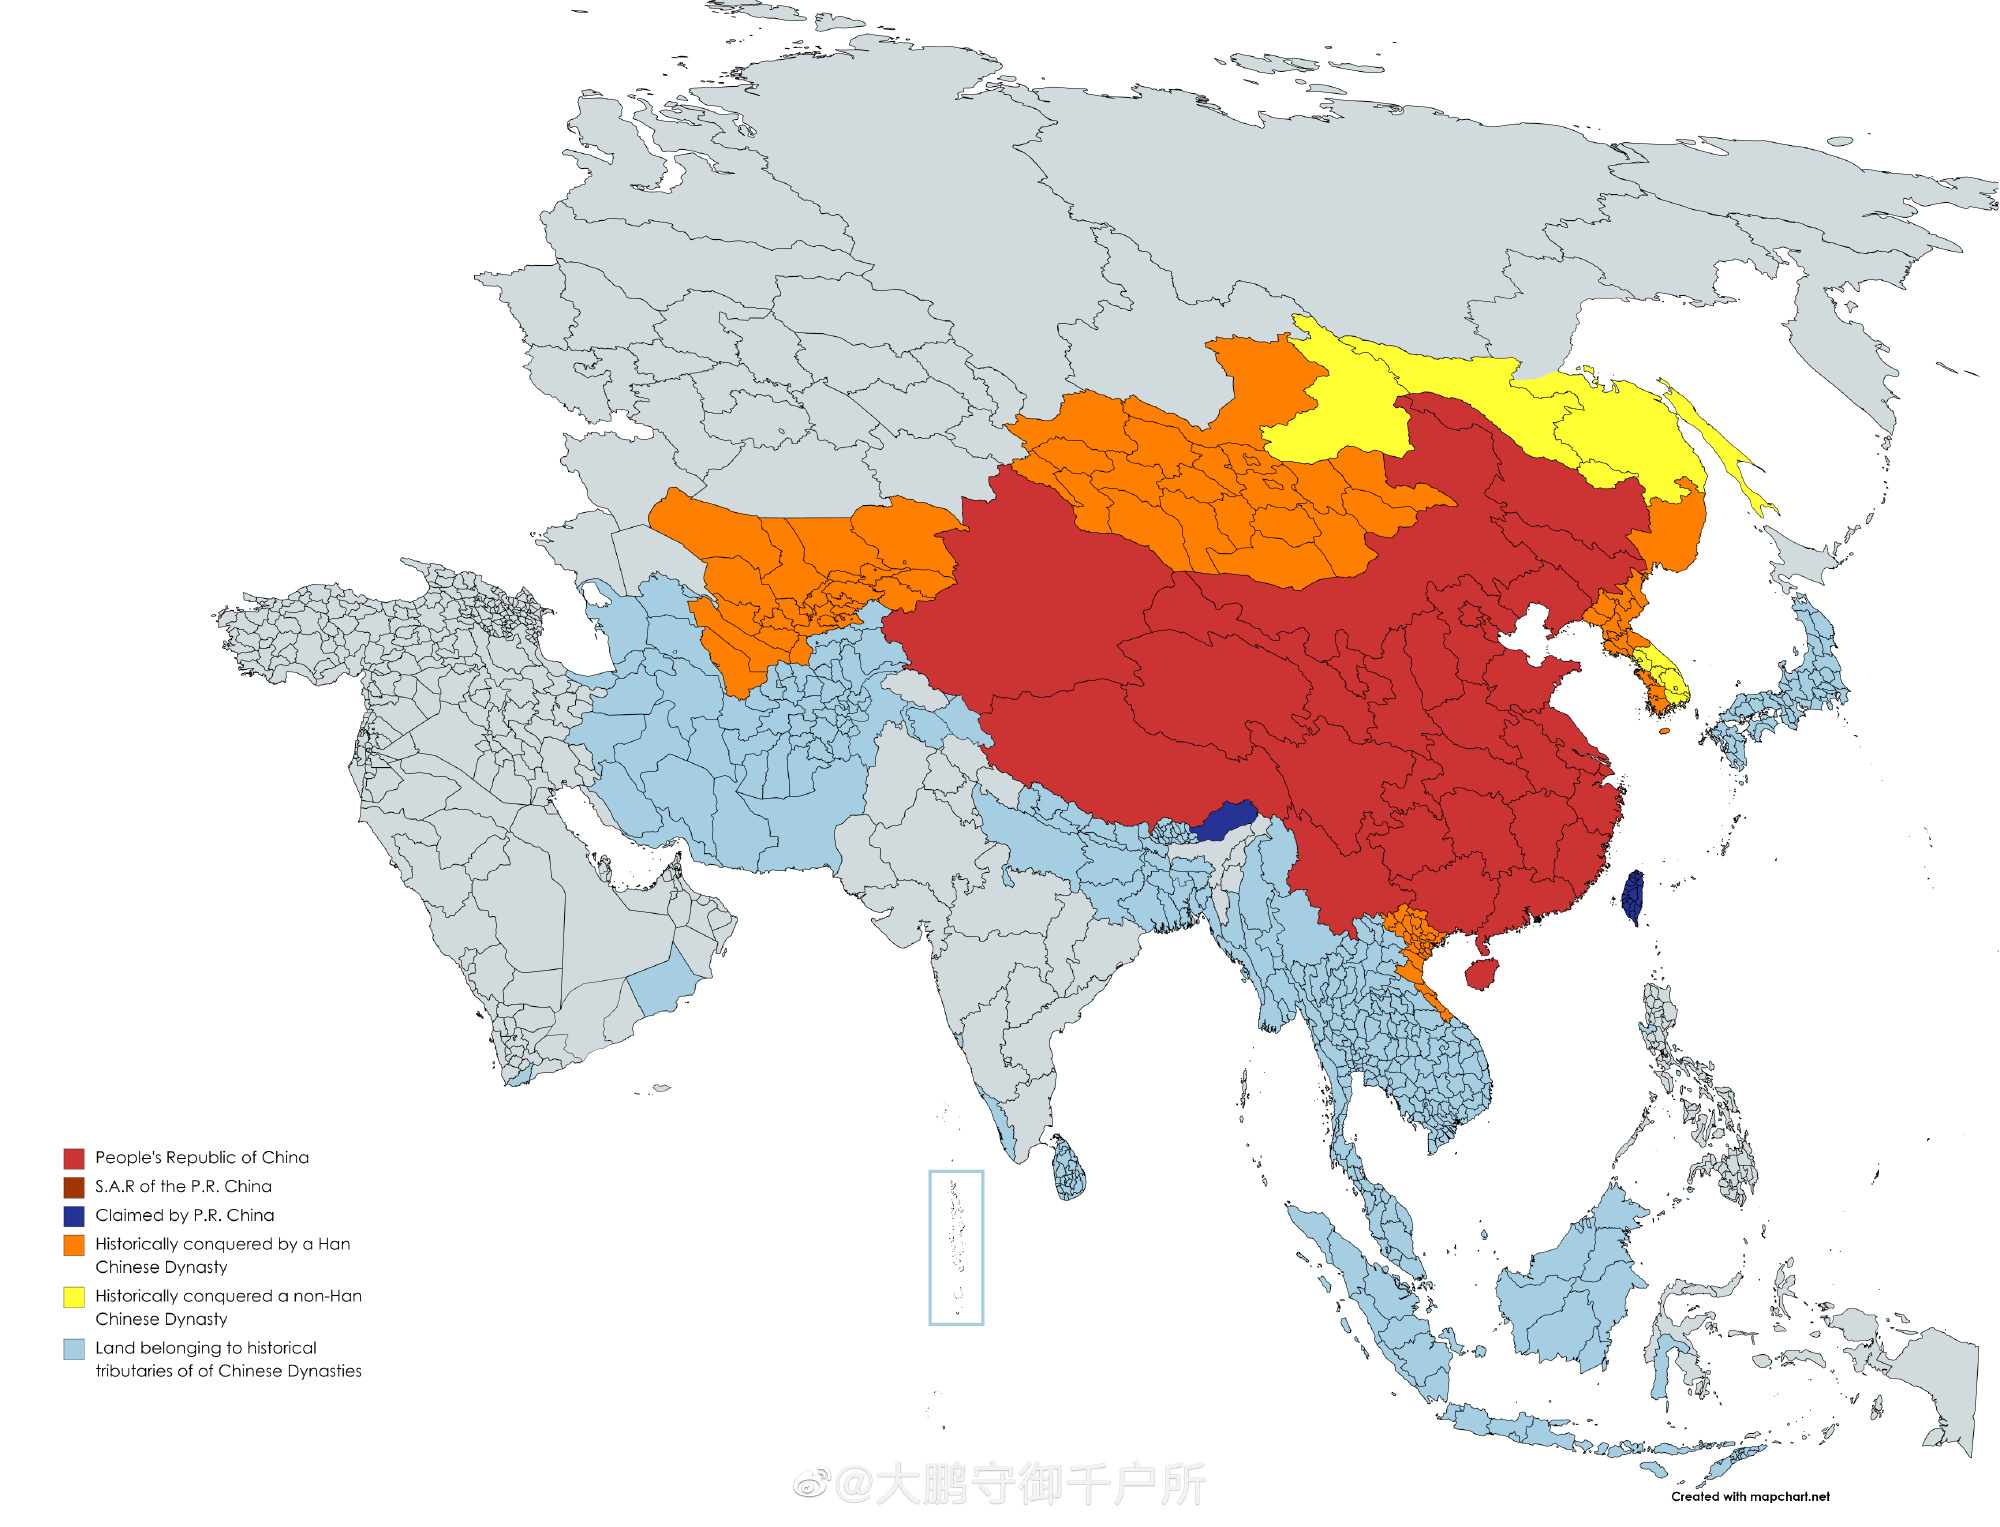 People's Republic of China
S.A.R of the P.R. China
Claimed by P.R. China
Historically conquered by a Han
Chinese Dynasty
Historically conquered a non-Han
Chinese Dynasty
Land belonging to historical
tributaries of of Chinese Dynasties
@大鹏守御千户所
Created with mapchart.net